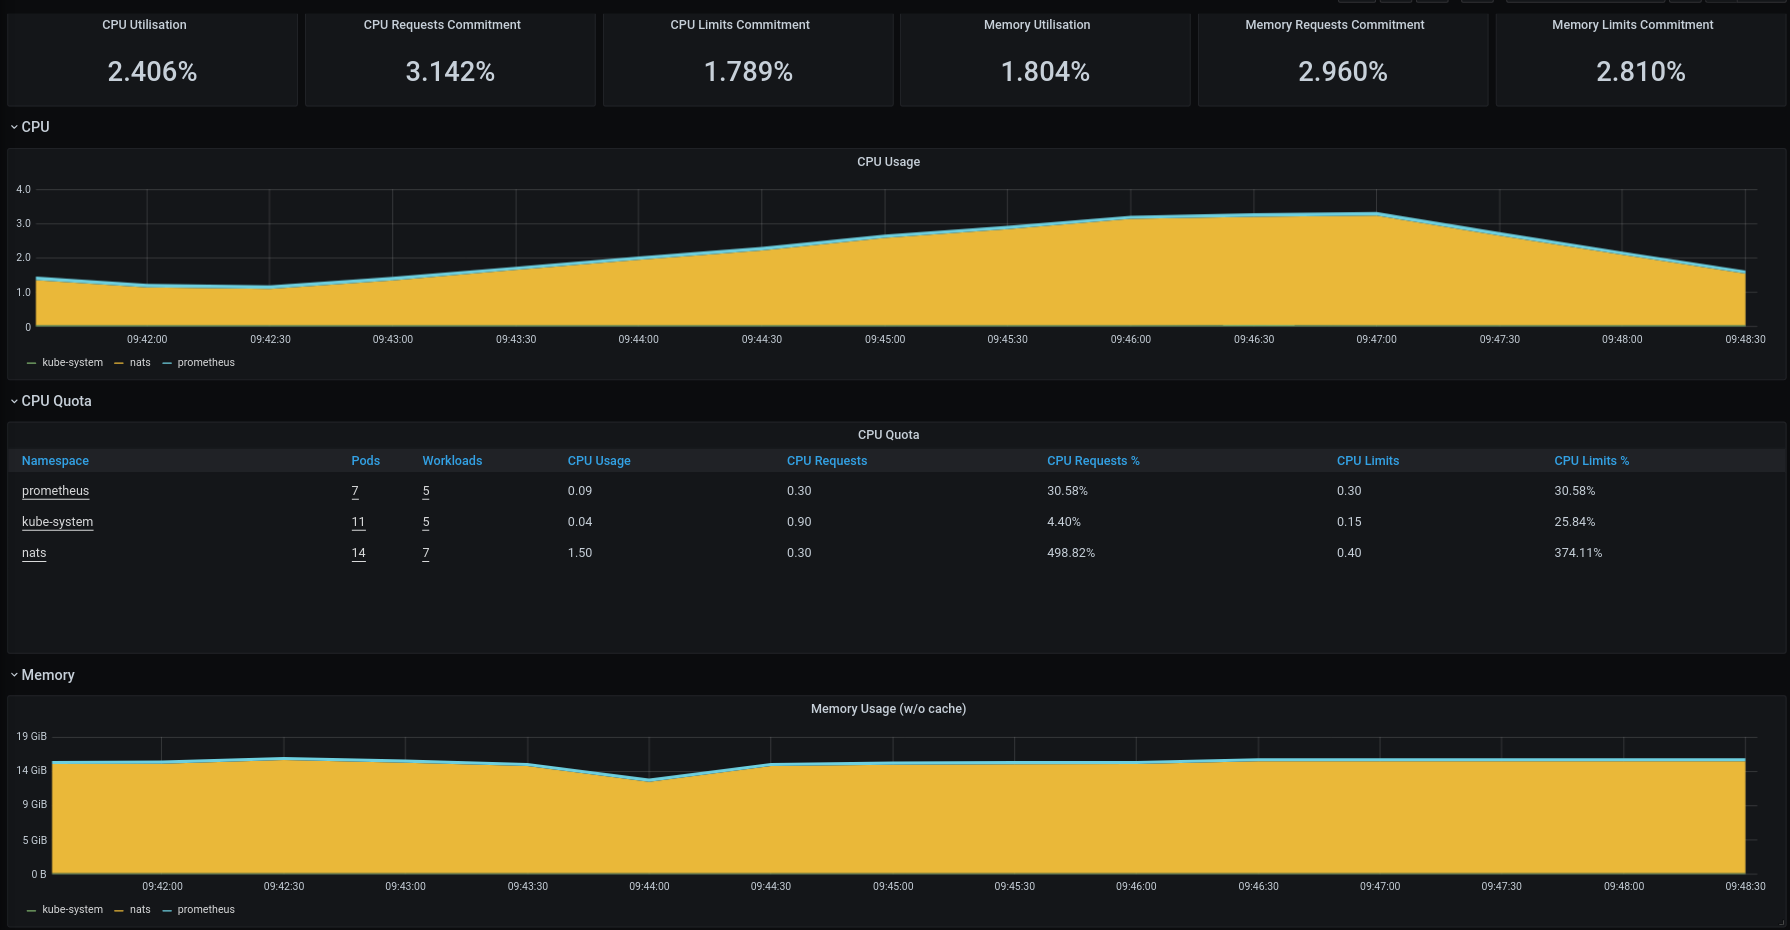 CPU Utilisation CPU Requests Commitment CPU Limits Commitment Memory Utilisation Memory Requests Commitment Memory Limits Commitment
2.406% 3.142% 1.789% 1.804% 2.960% 2.810%
CPU
CPU Usage
4.0
3.0
2.0
1.0
0
09:42:00 09:42:30 09:43:00 09:43:30 09:44:00 09:44:30 09:45:00 09:45:30 09:46:00 09:46:30 09:47:00 09:47:30 09:48:00 09:48:30
kube-system nats prometheus
CPU Quota
CPU Quota
Namespace Pods Workloads CPU Usage CPU Requests CPU Requests % CPU Limits CPU Limits %
prometheus 7 5 0.09 0.30 30.58% 0.30 30.58%
kube-system 11 5 0.04 0.90 4.40% 0.15 25.84%
nats 14 7 1.50 0.30 498.82% 0.40 374.11%
Memory
Memory Usage (w/o cache)
19 GiB
14 GiB
9 GiB
5 GiB
0 B
09:42:00 09:42:30 09:43:00 09:43:30 09:44:00 09:44:30 09:45:00 09:45:30 09:46:00 09:46:30 09:47:00 09:47:30 09:48:00 09:48:30
kube-system nats prometheus